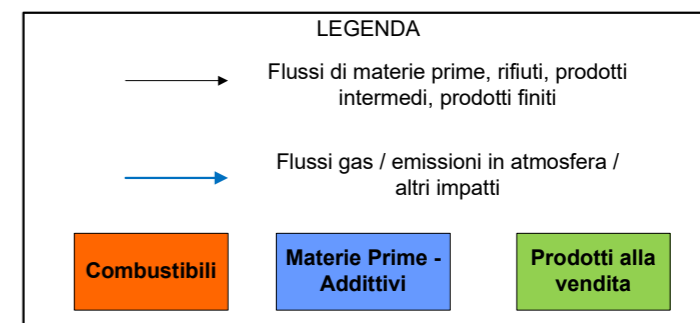 LEGENDA
Flussi di materie prime, rifiuti, prodotti
intermedi, prodotti finiti
Flussi gas / emissioni in atmosfera /
altri impatti
Combustibili
Materie Prime -
Addittivi
Prodotti alla
vendita